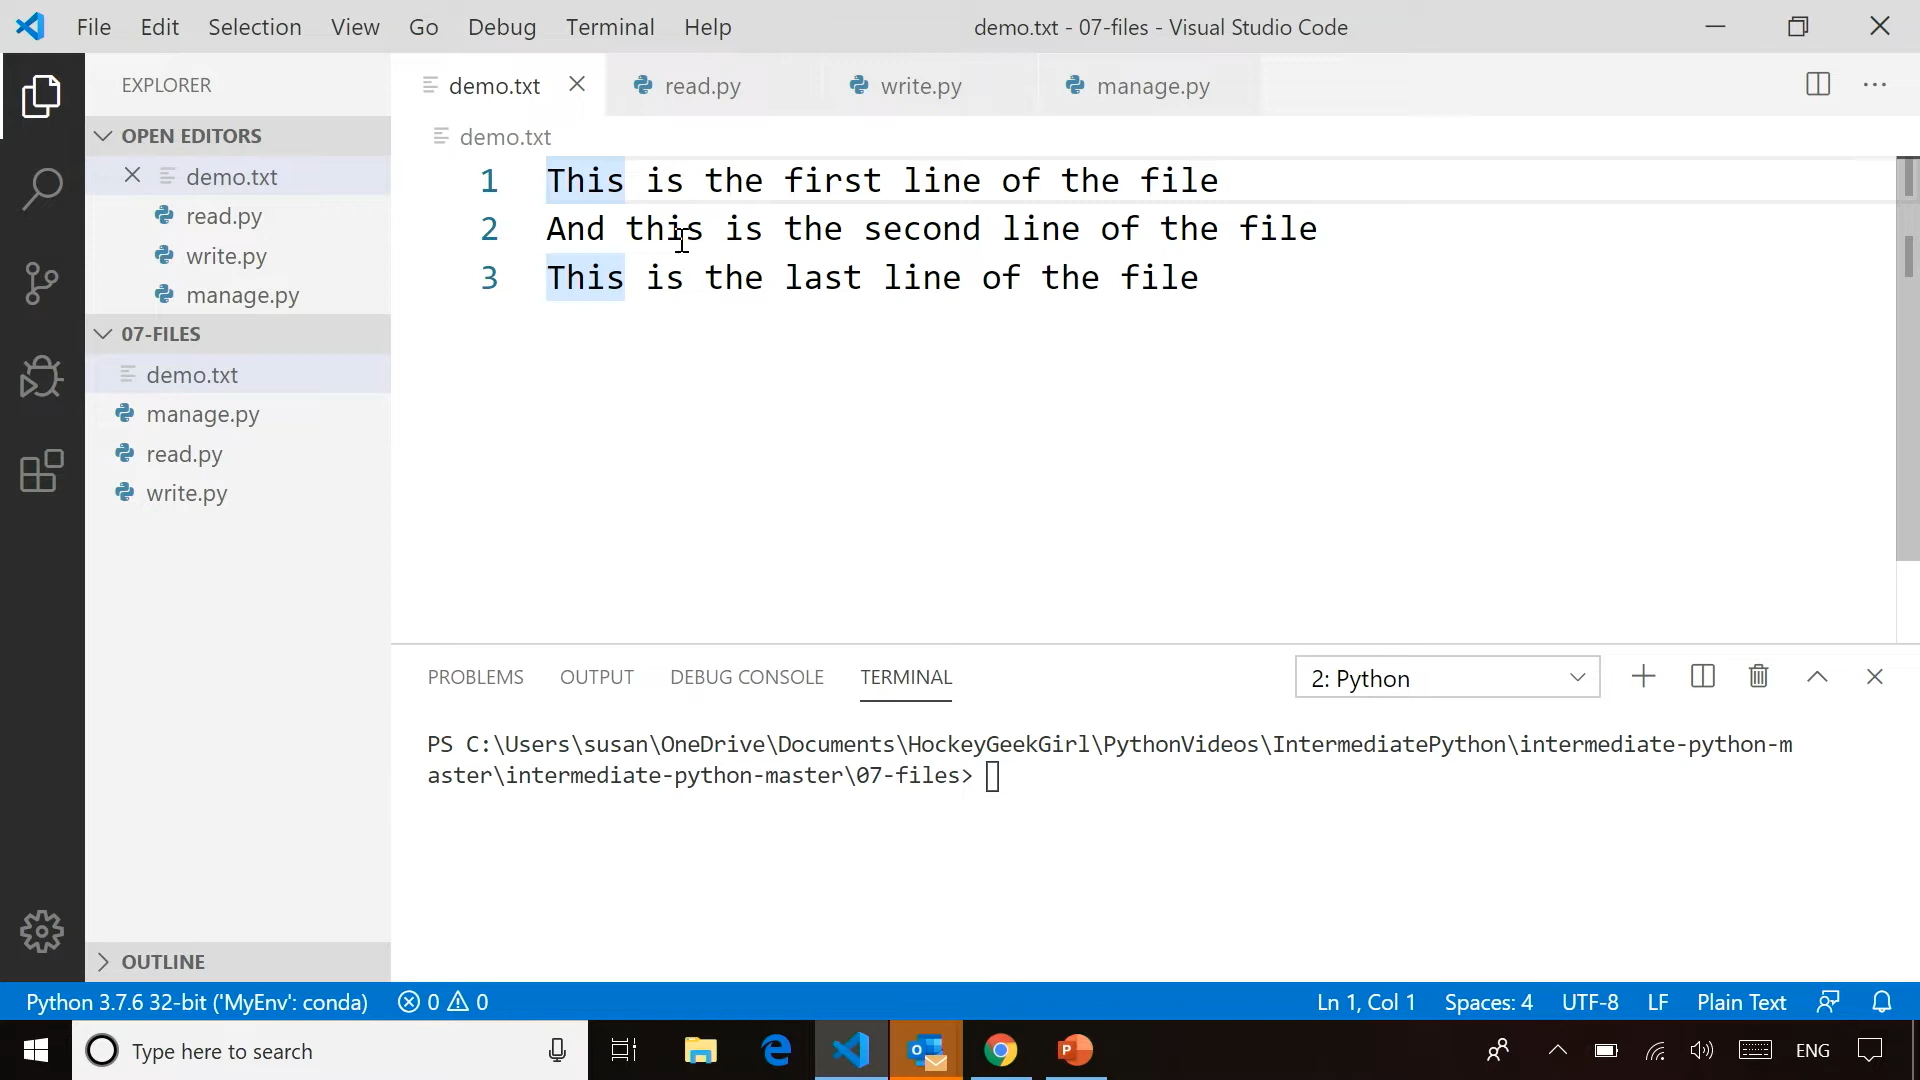 File Edit Selection View Go Debug Terminal Help
demo.txt - 07-files - Visual Studio Code
EXPLORER
demo.txt
read.py
write.py
manage.py
OPEN EDITORS
demo.txt
read.py
write.py
manage.py
07-FILES
demo.txt
manage.py
read.py
write.py
OUTLINE
demo.txt
1 This is the first line of the file
2 And this is the second line of the file
3 This is the last line of the file
PROBLEMS OUTPUT DEBUG CONSOLE TERMINAL
2: Python
PS C:\Users\susan\OneDrive\Documents\HockeyGeekGirl\PythonVideos\IntermediatePython\intermediate-python-m
aster\intermediate-python-master\07-files>
Python 3.7.6 32-bit ('MyEnv': conda) 0 0
Ln 1, Col 1 Spaces: 4 UTF-8 LF Plain Text
Type here to search
ENG